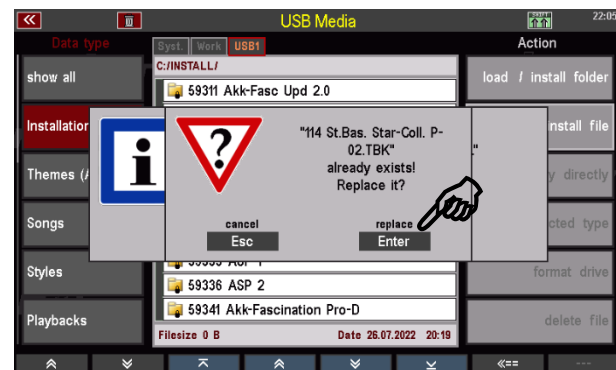 USB Media
22:05
Data type
Syst.
Work
USB1
Action
C:/INSTALL/
show all
59311 Akk-Fasc Upd 2.0
load / install folder
Installation
install file
"114 St.Bas. Star-Coll. P-
02.TBK"
already exists!
Replace it?
Themes
directly
cancel
Esc
replace
Enter
Songs
type
Styles
59336 ASP 2
format drive
59341 Akk-Fascination Pro-D
Playbacks
delete file
Filesize 0 B
Date 26.07.2022 20:19
«==
---